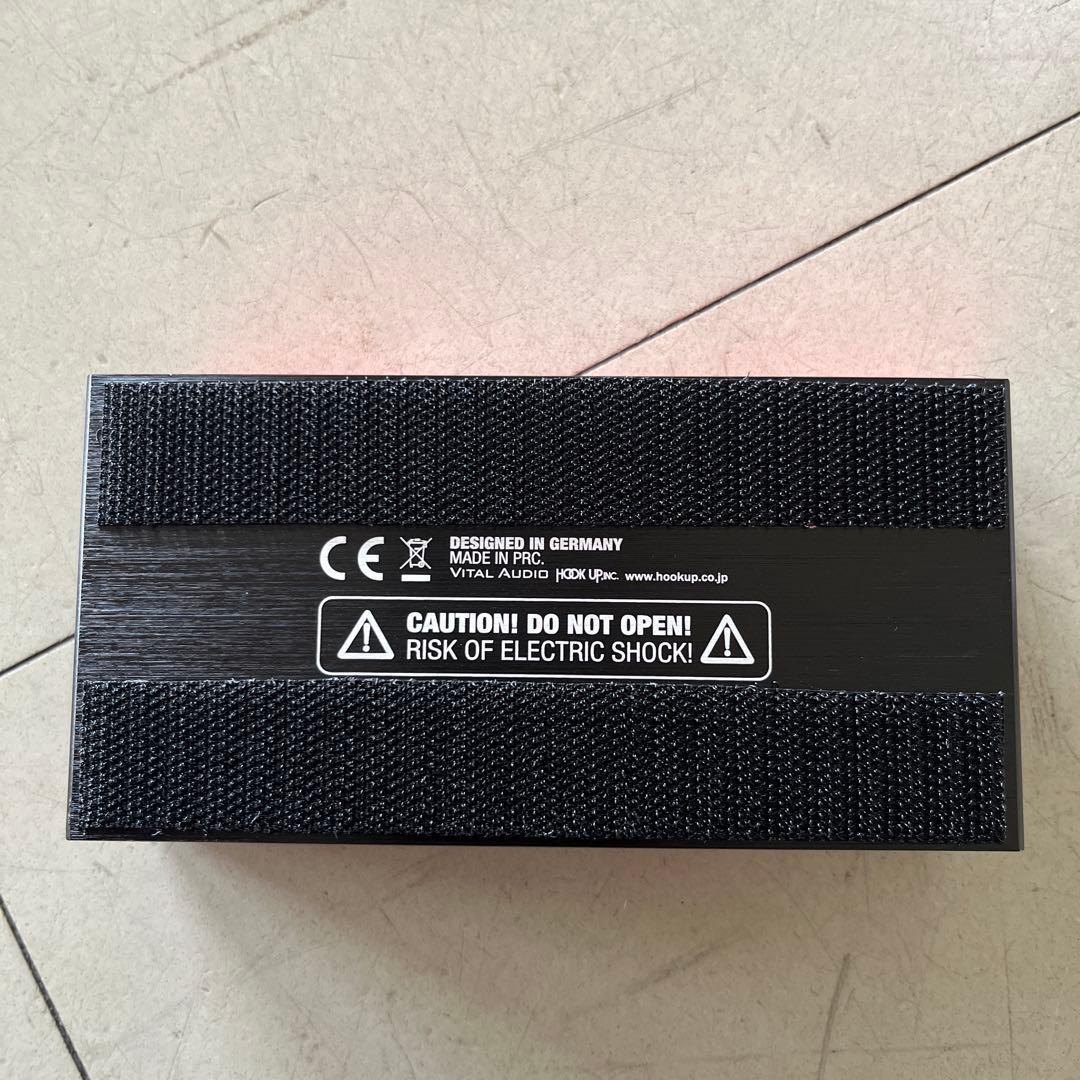 CE DESIGNED IN GERMANY
MADE IN PRC.
VITAL AUDIO HOOK UP,INC. www.hookup.co.jp
CAUTION! DO NOT OPEN!
RISK OF ELECTRIC SHOCK!